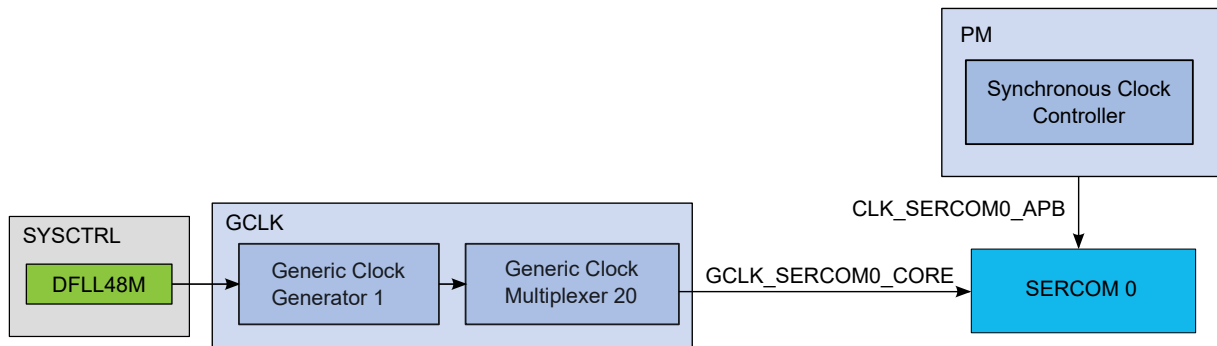 PM
Synchronous Clock
Controller
CLK_SERCOM0_APB
SYSCTRL
DFLL48M
GCLK
Generic Clock
Generator 1
Generic Clock
Multiplexer 20
GCLK_SERCOM0_CORE
SERCOM 0